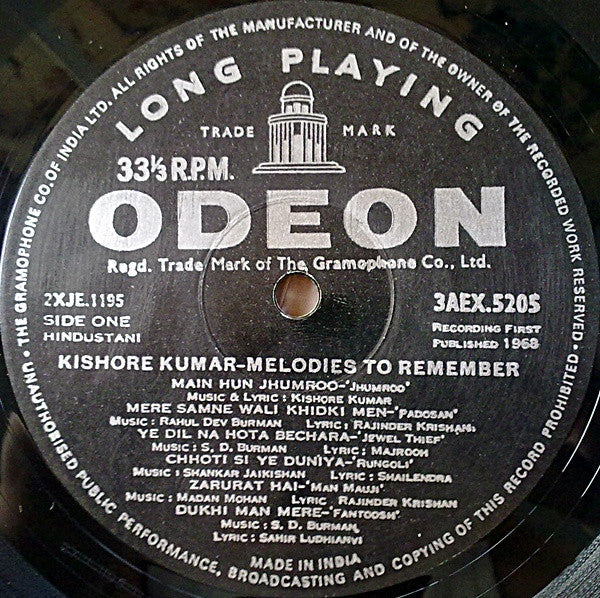 THE GRAMOPHONE CO. OF INDIA LTD. ALL RIGHTS OF THE MANUFACTURER AND OF THE OWNER OF THE RECORDED WORK RESERVED •
LONG PLAYING
TRADE MARK
33⅓ R.P.M.
ODEON
Regd. Trade Mark of The Gramophone Co., Ltd.
2XJE.1195
3AEX.5205
SIDE ONE
RECORDING FIRST
HINDUSTANI
PUBLISHED 1968
KISHORE KUMAR-MELODIES TO REMEMBER
MAIN HUN JHUMROO-'JHUMROO'
MUSIC & LYRIC: KISHORE KUMAR
MERE SAMNE WALI KHIDKI MEN-'PADOSAN'
MUSIC: RAHUL DEV BURMAN LYRIC: RAJINDER KRISHAN
YE DIL NA HOTA BECHARA-'JEWEL THIEF'
MUSIC: S. D. BURMAN LYRIC: MAJROOH
CHHOTI SI YE DUNIYA-'RUNGOLI'
MUSIC: SHANKAR JAIKISHAN LYRIC: SHAILENDRA
ZARURAT HAI-'MAN MAUJI'
MUSIC: MADAN MOHAN LYRIC RAJINDER KRISHAN
DUKHI MAN MERE-'FANTOOSH'
MUSIC: S. D. BURMAN
LYRIC: SAHIR LUDHIANVI
MADE IN INDIA
UNAUTHORISED PUBLIC PERFORMANCE, BROADCASTING AND COPYING OF THIS RECORD PROHIBITED •